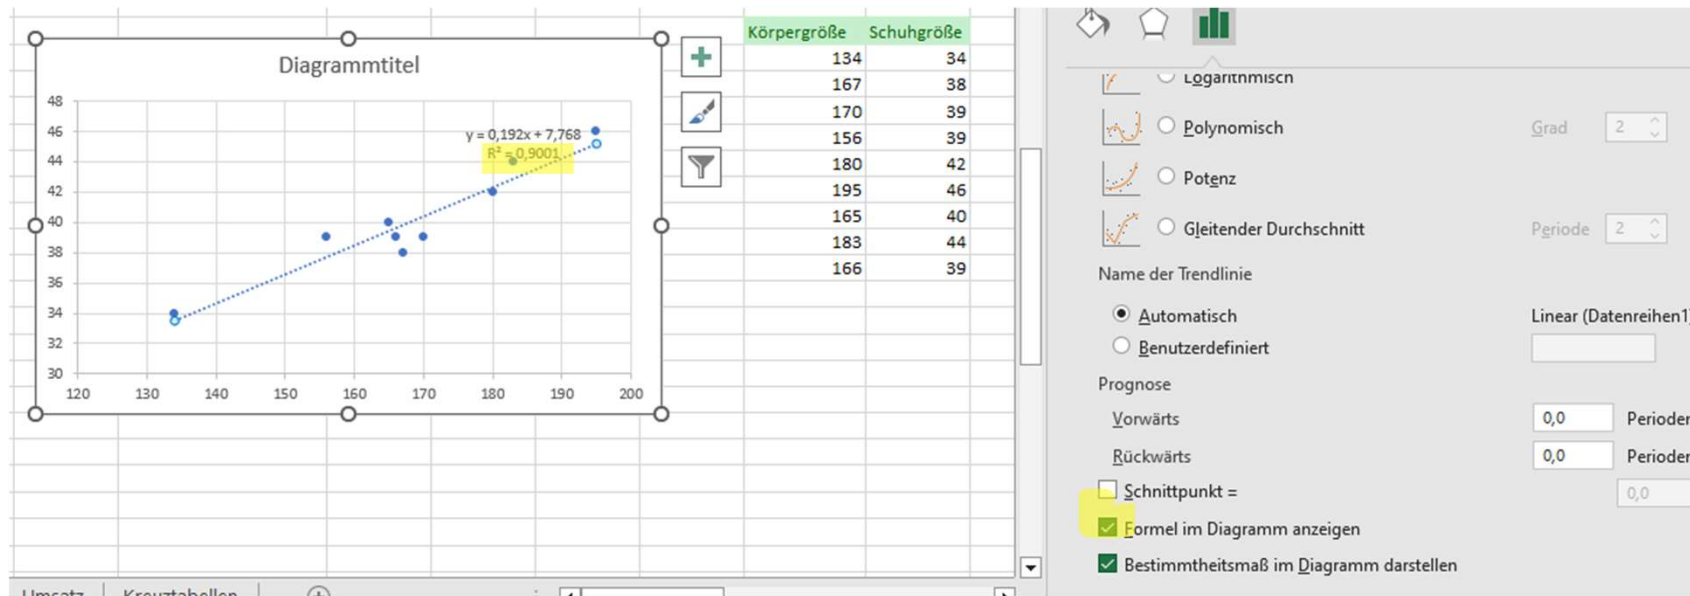 Diagrammtitel
48
46
44
42
40
38
36
34
32
30
y = 0,192x + 7,768
R² = 0,9001
120 130 140 150 160 170 180 190 200
Körpergröße Schuhgröße
134 34
167 38
170 39
156 39
180 42
195 46
165 40
183 44
166 39
Umsatz Kreuztabellen
Logarithmisch
Polynomisch Grad 2
Potenz
Gleitender Durchschnitt Periode 2
Name der Trendlinie
Automatisch Linear (Datenreihen1)
Benutzerdefiniert
Prognose
Vorwärts 0,0 Perioden
Rückwärts 0,0 Perioden
Schnittpunkt = 0,0
Formel im Diagramm anzeigen
Bestimmtheitsmaß im Diagramm darstellen